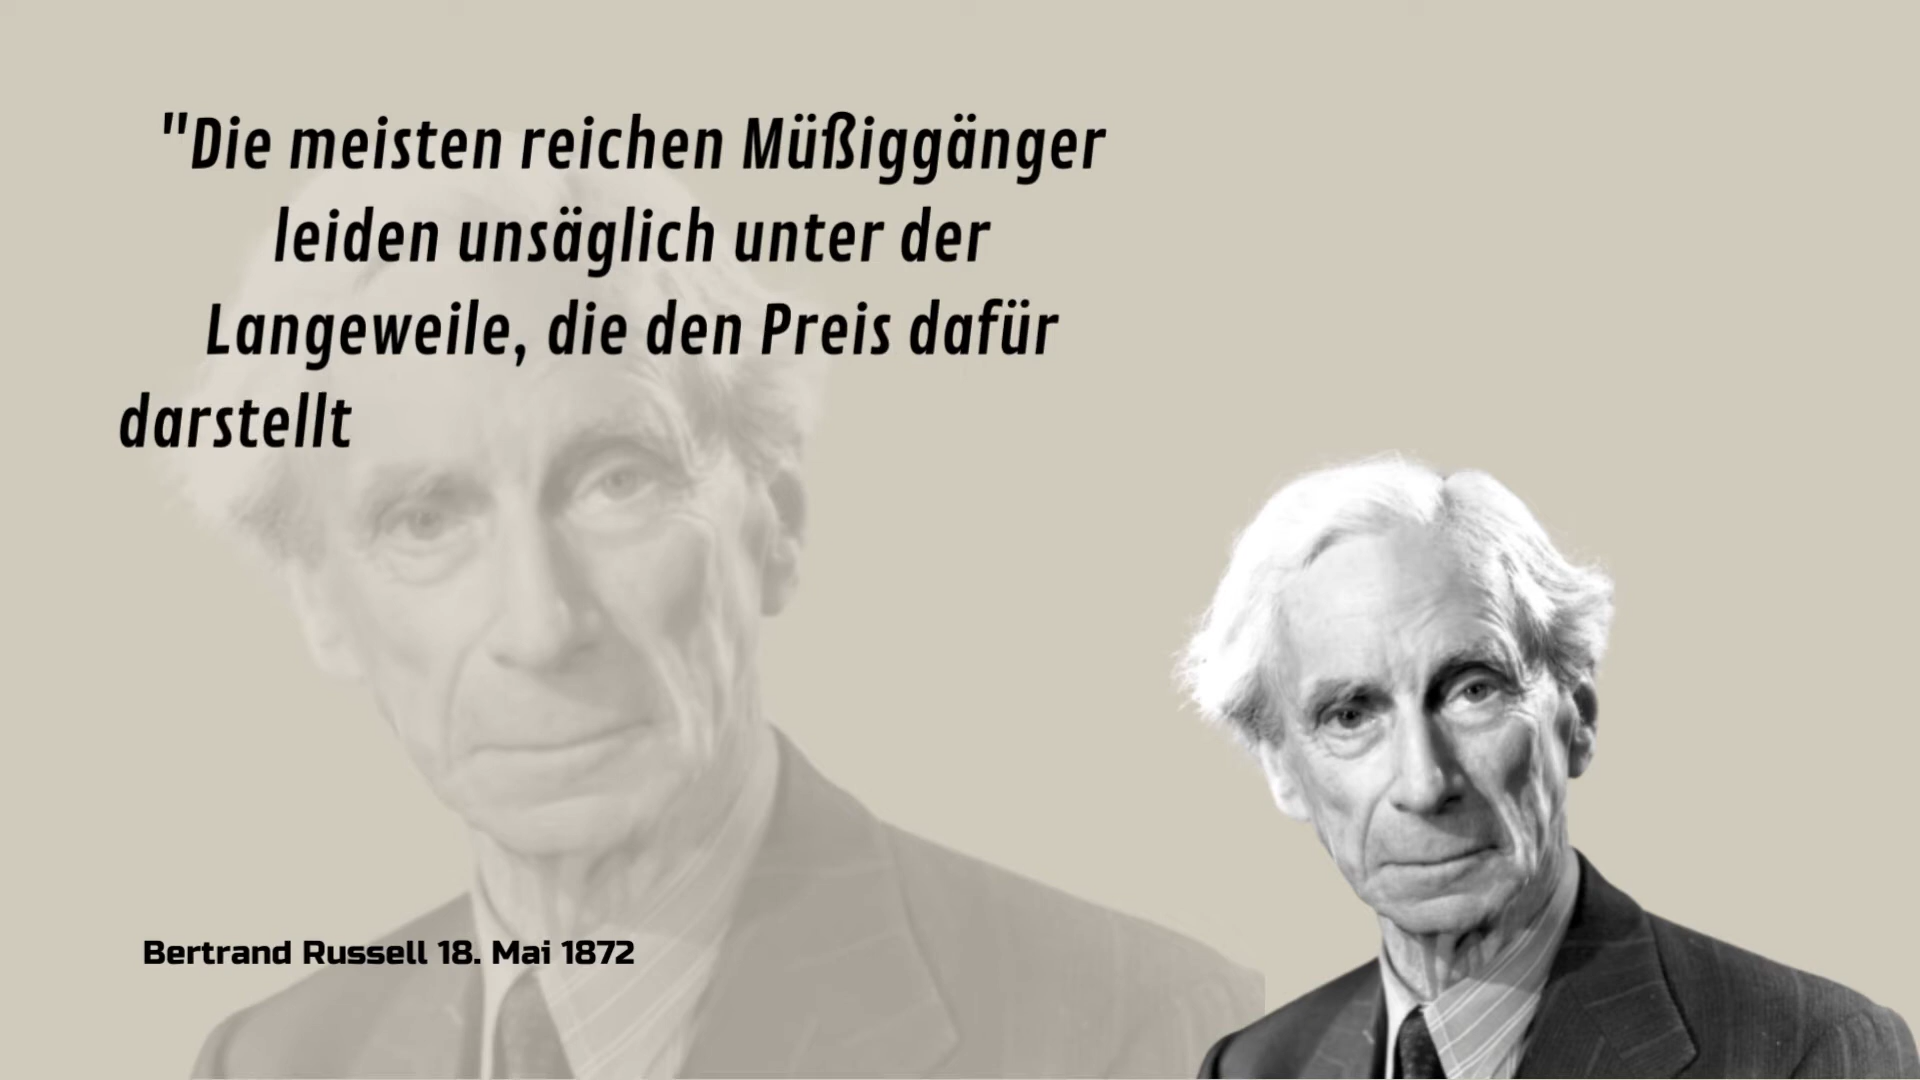 "Die meisten reichen Müßiggänger
leiden unsäglich unter der
Langeweile, die den Preis dafür
darstellt
Bertrand Russell 18. Mai 1872